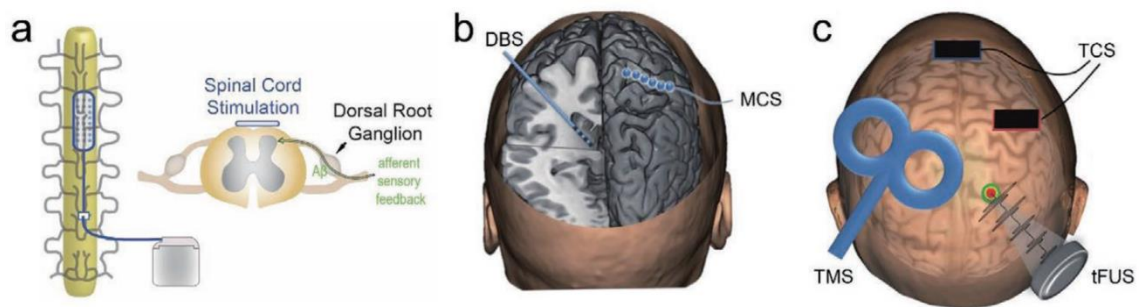 a
Spinal Cord
Stimulation
Dorsal Root
Ganglion
Aβ
afferent
sensory
feedback
b
DBS
MCS
c
TCS
TMS
tFUS